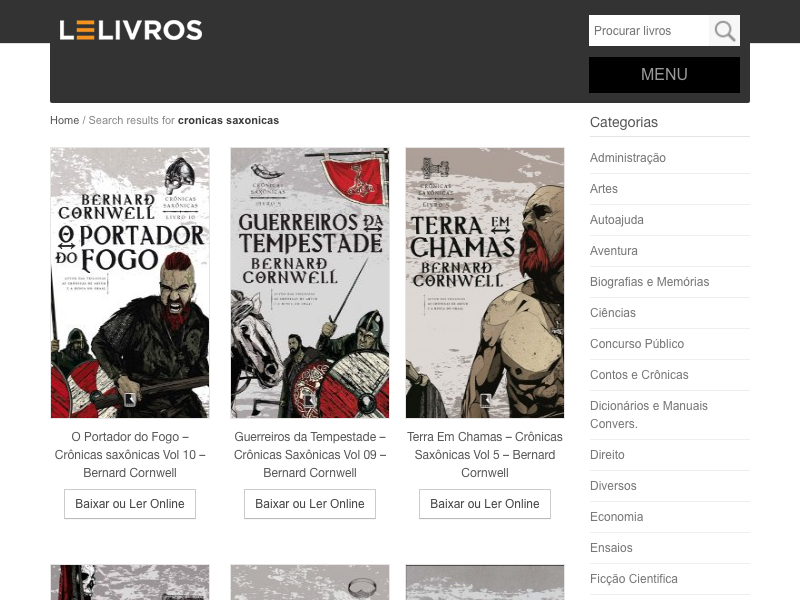 LELIVROS
Procurar livros
MENU
Home / Search results for cronicas saxonicas
BERNARD
CORNWELL
CRÔNICAS
SAXÔNICAS
LIVRO 10
O PORTADOR
DO FOGO
CRÔNICAS
SAXÔNICAS
LIVRO 9
GUERREIROS DA
TEMPESTADE
BERNARD
CORNWELL
CRÔNICAS
SAXÔNICAS
LIVRO 5
TERRA EM
CHAMAS
BERNARD
CORNWELL
O Portador do Fogo –
Crônicas saxônicas Vol 10 –
Bernard Cornwell
Baixar ou Ler Online
Guerreiros da Tempestade –
Crônicas Saxônicas Vol 09 –
Bernard Cornwell
Baixar ou Ler Online
Terra Em Chamas – Crônicas
Saxônicas Vol 5 – Bernard
Cornwell
Baixar ou Ler Online
Categorias
Administração
Artes
Autoajuda
Aventura
Biografias e Memórias
Ciências
Concurso Público
Contos e Crônicas
Dicionários e Manuais
Convers.
Direito
Diversos
Economia
Ensaios
Ficção Cientifica